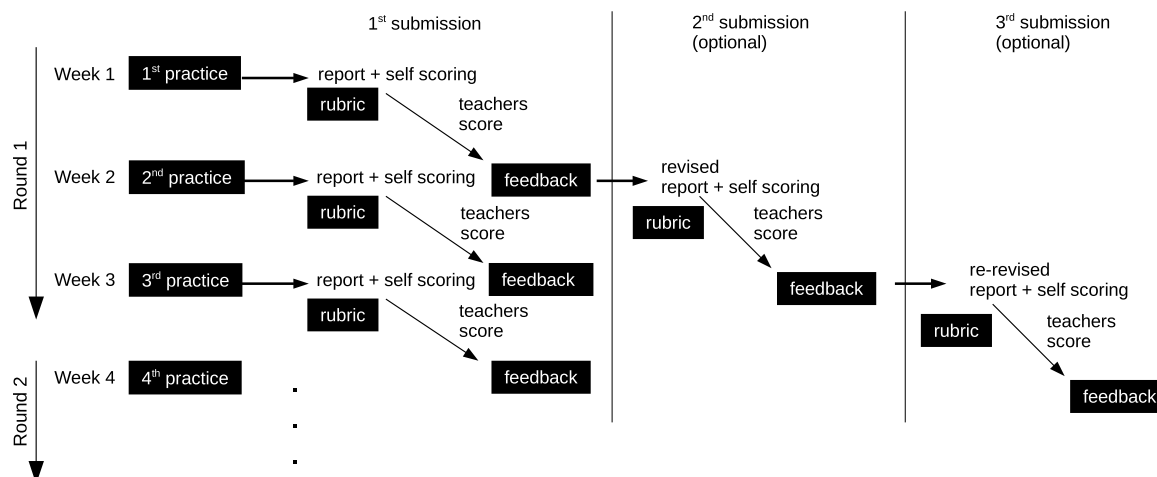 1st submission
2nd submission
(optional)
3rd submission
(optional)
Round 1
Week 1
1st practice
report + self scoring
rubric
teachers
score
feedback
Week 2
2nd practice
report + self scoring
rubric
teachers
score
feedback
revised
report + self scoring
rubric
teachers
score
feedback
Week 3
3rd practice
report + self scoring
rubric
teachers
score
feedback
re-revised
report + self scoring
rubric
teachers
score
feedback
Round 2
Week 4
4th practice